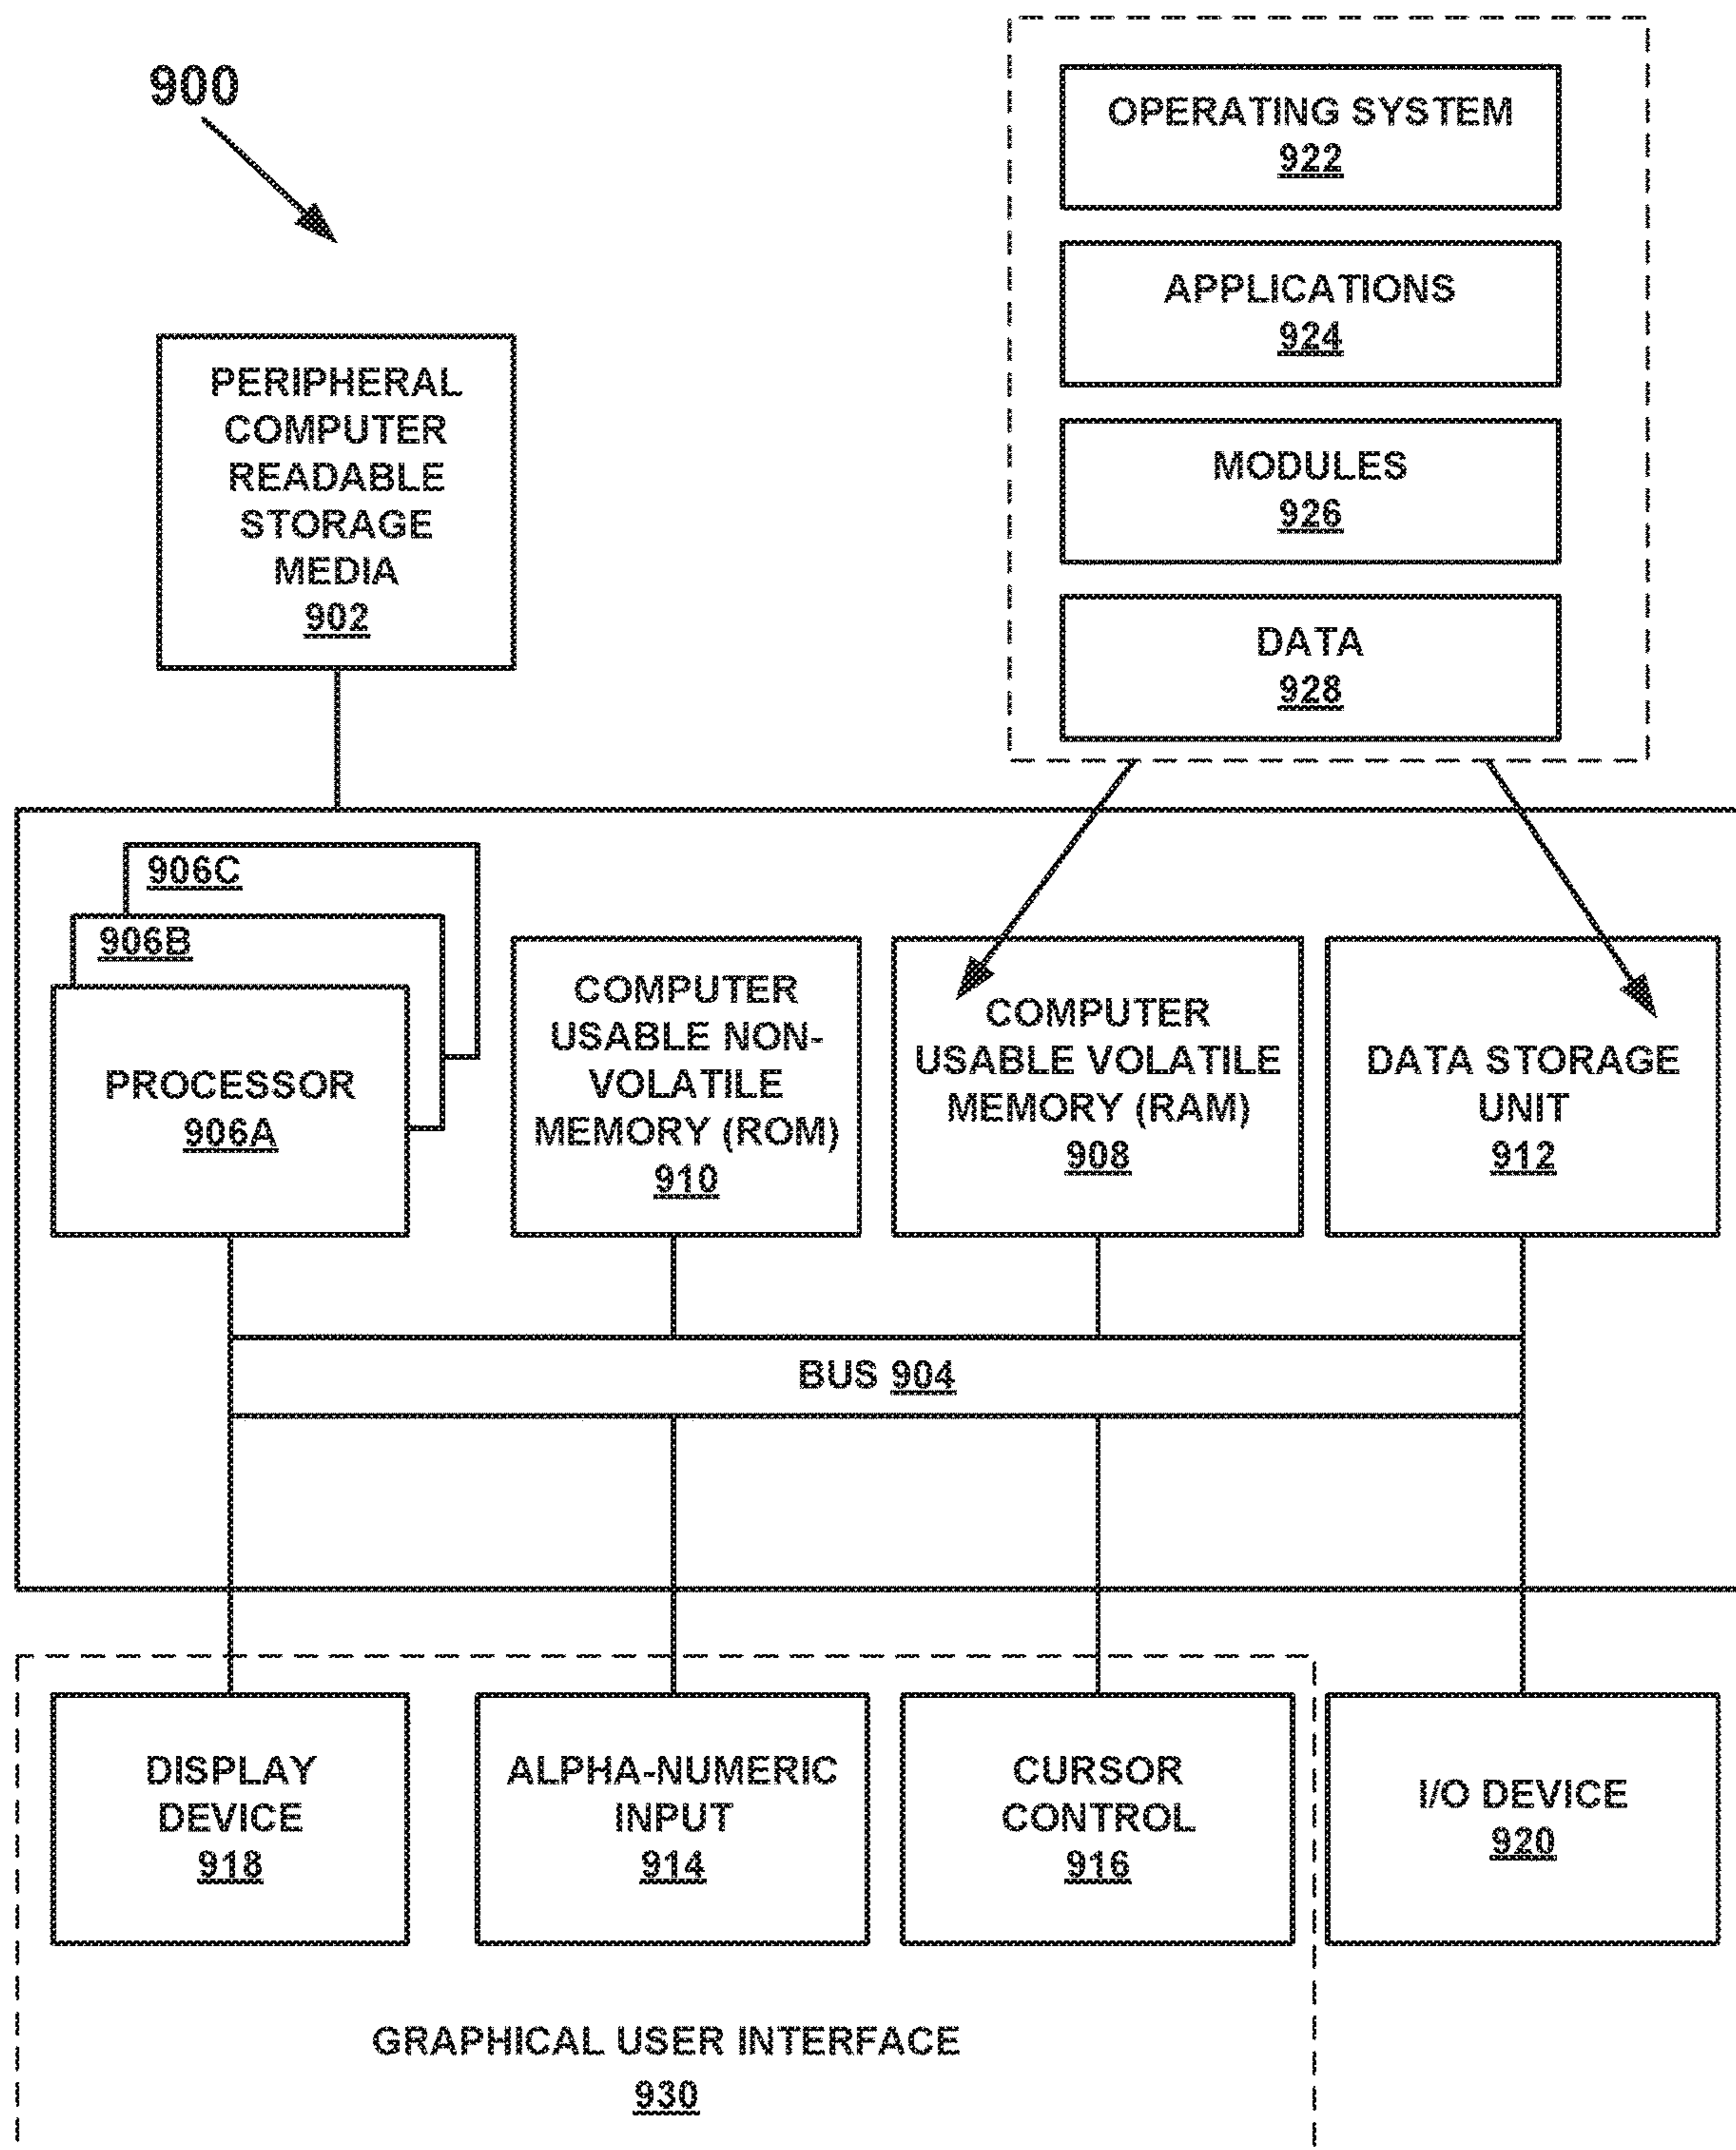 900
OPERATING SYSTEM
922
APPLICATIONS
924
MODULES
926
DATA
928
PERIPHERAL
COMPUTER
READABLE
STORAGE
MEDIA
902
906C
906B
PROCESSOR
906A
COMPUTER
USABLE NON-
VOLATILE
MEMORY (ROM)
910
COMPUTER
USABLE VOLATILE
MEMORY (RAM)
908
DATA STORAGE
UNIT
912
BUS 904
DISPLAY
DEVICE
918
ALPHA-NUMERIC
INPUT
914
CURSOR
CONTROL
916
I/O DEVICE
920
GRAPHICAL USER INTERFACE
930